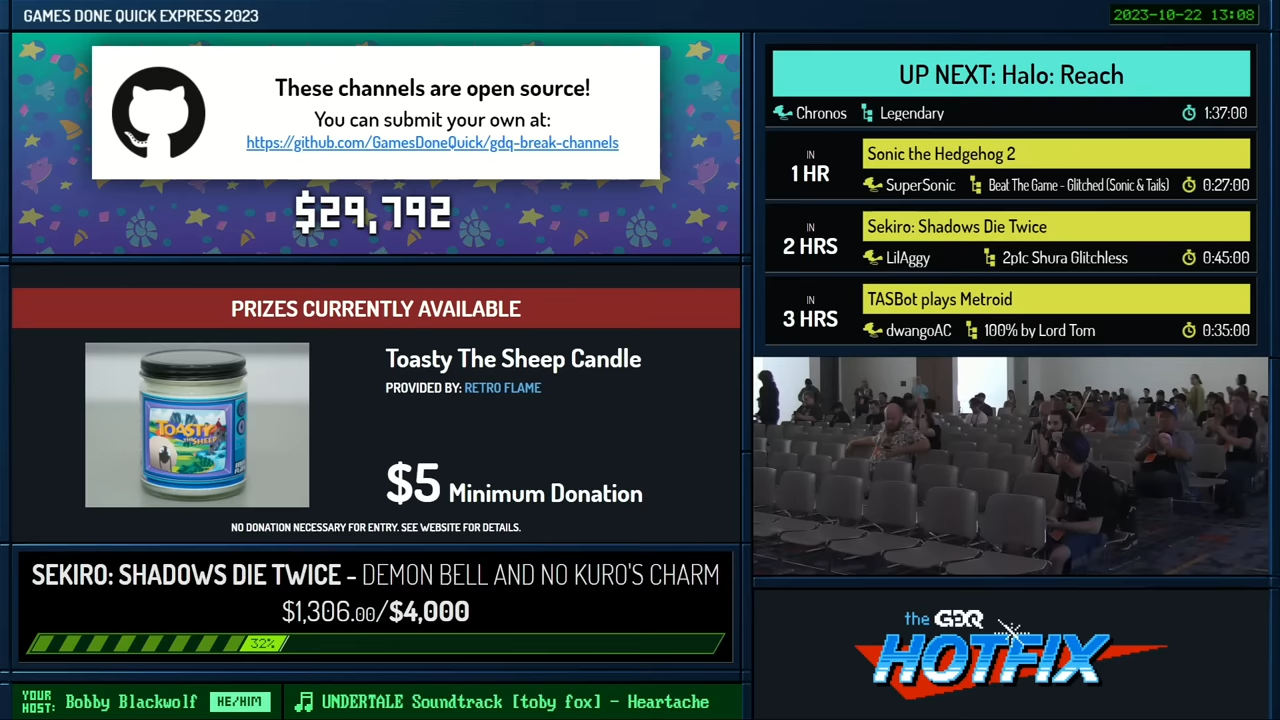 GAMES DONE QUICK EXPRESS 2023
2023-10-22 13:08
These channels are open source!
You can submit your own at:
https://github.com/GamesDoneQuick/gdq-break-channels
$29,792
PRIZES CURRENTLY AVAILABLE
TOASTY
THE SHEEP
Toasty The Sheep Candle
PROVIDED BY: RETRO FLAME
$5 Minimum Donation
NO DONATION NECESSARY FOR ENTRY. SEE WEBSITE FOR DETAILS.
SEKIRO: SHADOWS DIE TWICE - DEMON BELL AND NO KURO'S CHARM
$1,306.00/$4,000
32%
YOUR HOST: Bobby Blackwolf HE/HIM
UNDERTALE Soundtrack [toby fox] - Heartache
UP NEXT: Halo: Reach
Chronos Legendary 1:37:00
IN 1 HR
Sonic the Hedgehog 2
SuperSonic Beat The Game - Glitched (Sonic & Tails) 0:27:00
IN 2 HRS
Sekiro: Shadows Die Twice
LilAggy 2p1c Shura Glitchless 0:45:00
IN 3 HRS
TASBot plays Metroid
dwangoAC 100% by Lord Tom 0:35:00
the GDQ
HOTFIX